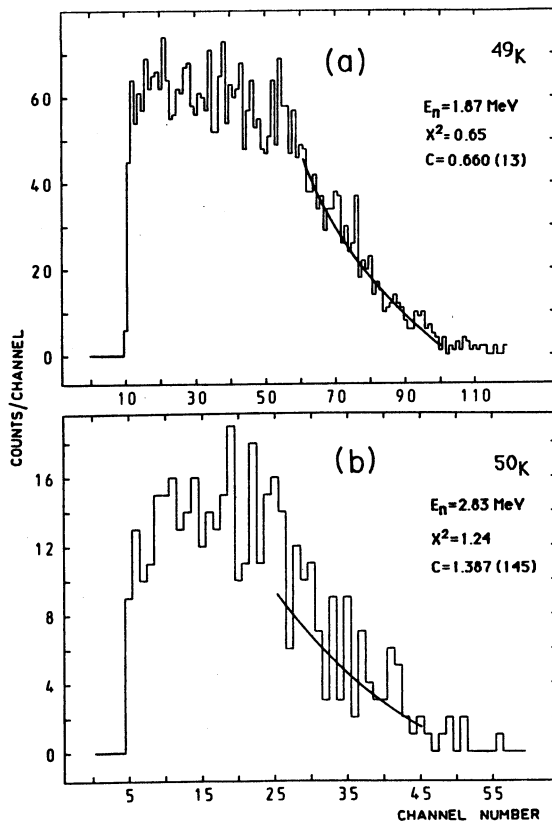 (a)
49K
En=1.87 MeV
X2= 0.65
C= 0.660 (13)
60
40
20
0
10 30 50 70 90 110
COUNTS/CHANNEL
(b)
50K
En=2.83 MeV
X2=1.24
C=1.387 (145)
16
12
8
4
0
5 15 25 35 45 55
CHANNEL NUMBER